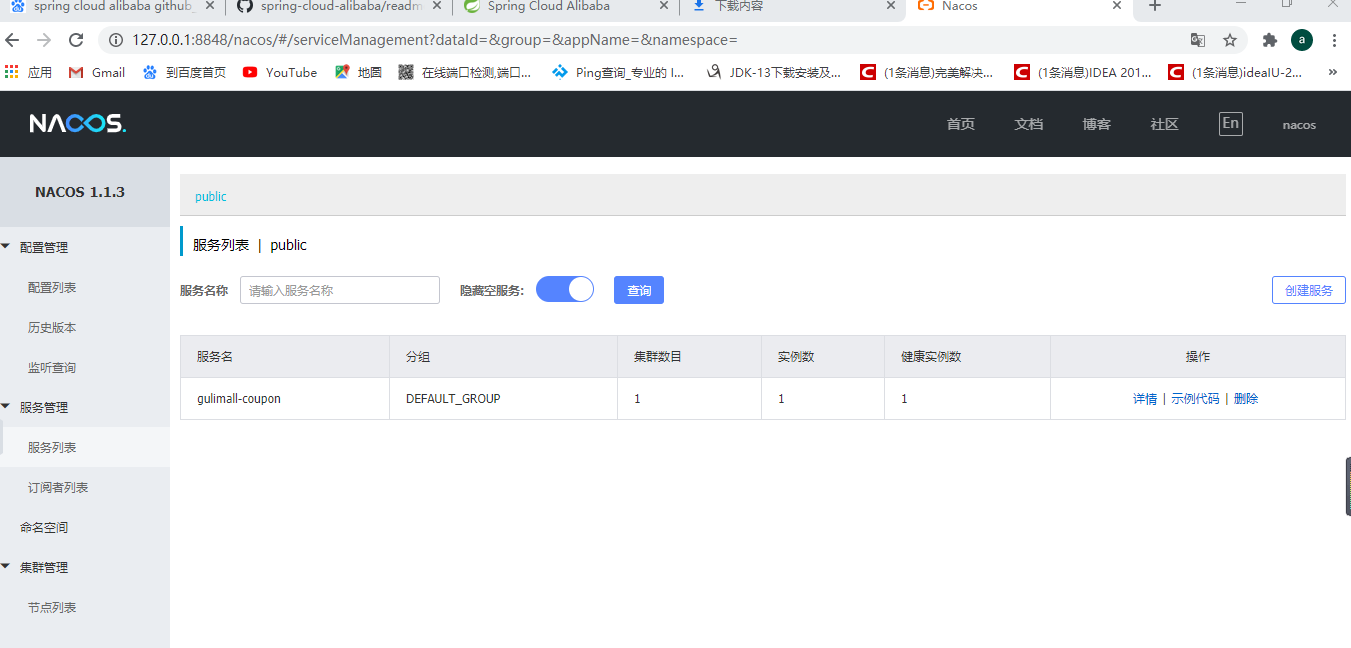 spring cloud alibaba github_
spring-cloud-alibaba/readm
Spring Cloud Alibaba
下载内容
Nacos
127.0.0.1:8848/nacos/#/serviceManagement?dataId=&group=&appName=&namespace=
a
应用
Gmail
到百度首页
YouTube
地图
在线端口检测,端口...
Ping查询_专业的 I...
JDK-13下载安装及...
(1条消息)完美解决...
(1条消息)IDEA 201...
(1条消息)ideaIU-2...
»
NACOS.
首页
文档
博客
社区
En
nacos
NACOS 1.1.3
public
配置管理
配置列表
历史版本
监听查询
服务管理
服务列表
订阅者列表
命名空间
集群管理
节点列表
服务列表 | public
服务名称
请输入服务名称
隐藏空服务:
查询
创建服务
服务名 分组 集群数目 实例数 健康实例数 操作
gulimall-coupon DEFAULT_GROUP 1 1 1 详情 | 示例代码 | 删除